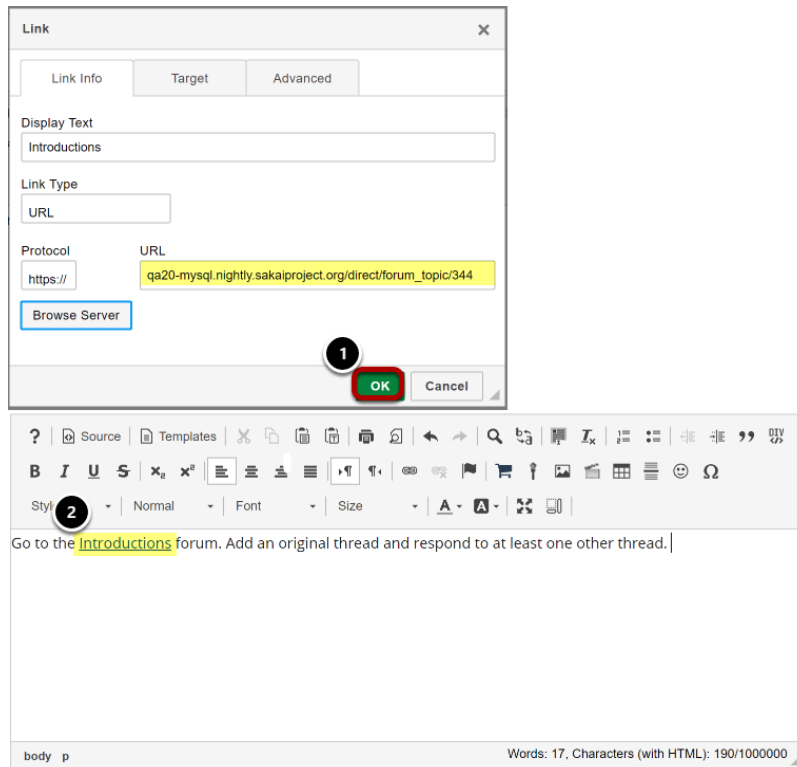 Link
Link Info Target Advanced
Display Text
Introductions
Link Type
URL
Protocol URL
https:// qa20-mysql.nightly.sakaiproject.org/direct/forum_topic/344
Browse Server
1
OK Cancel
? Source Templates
B I U S x₂ x² Ω
Styl 2 Normal Font Size A A
Go to the Introductions forum. Add an original thread and respond to at least one other thread.
body p Words: 17, Characters (with HTML): 190/1000000